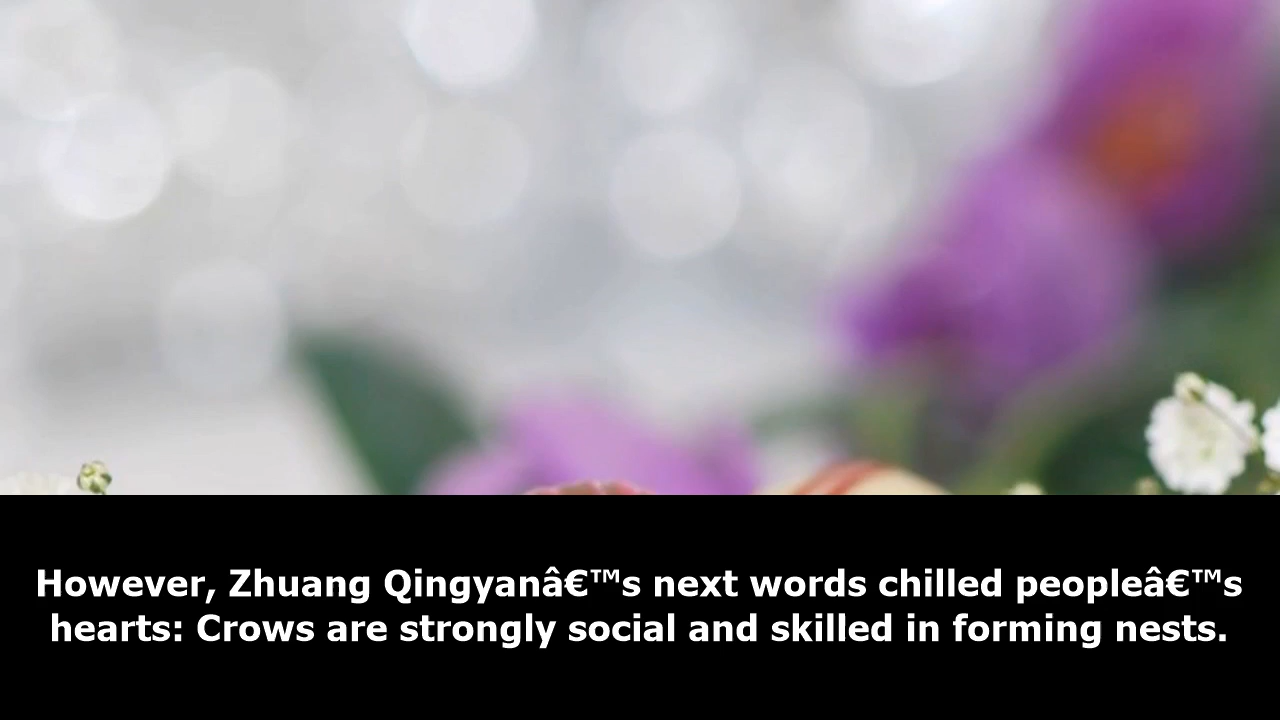 However, Zhuang Qingyanâ€™s next words chilled peopleâ€™s
hearts: Crows are strongly social and skilled in forming nests.